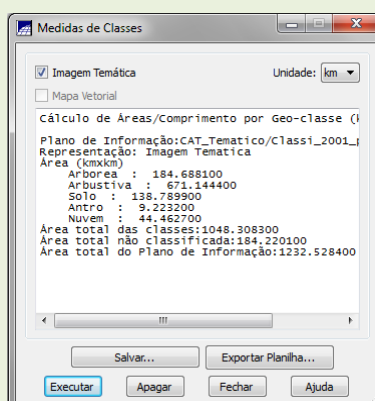 Medidas de Classes
Imagem Temática Unidade: km
Mapa Vetorial
Cálculo de Áreas/Comprimento por Geo-classe (
Plano de Informação:CAT_Tematico/Classi_2001_
Representação: Imagem Tematica
Área (kmxkm)
Arborea : 184.688100
Arbustiva : 671.144400
Solo : 138.789900
Antro : 9.223200
Nuvem : 44.462700
Área total das classes:1048.308300
Área total não classificada:184.220100
Área total do Plano de Informação:1232.528400
Salvar... Exportar Planilha...
Executar Apagar Fechar Ajuda